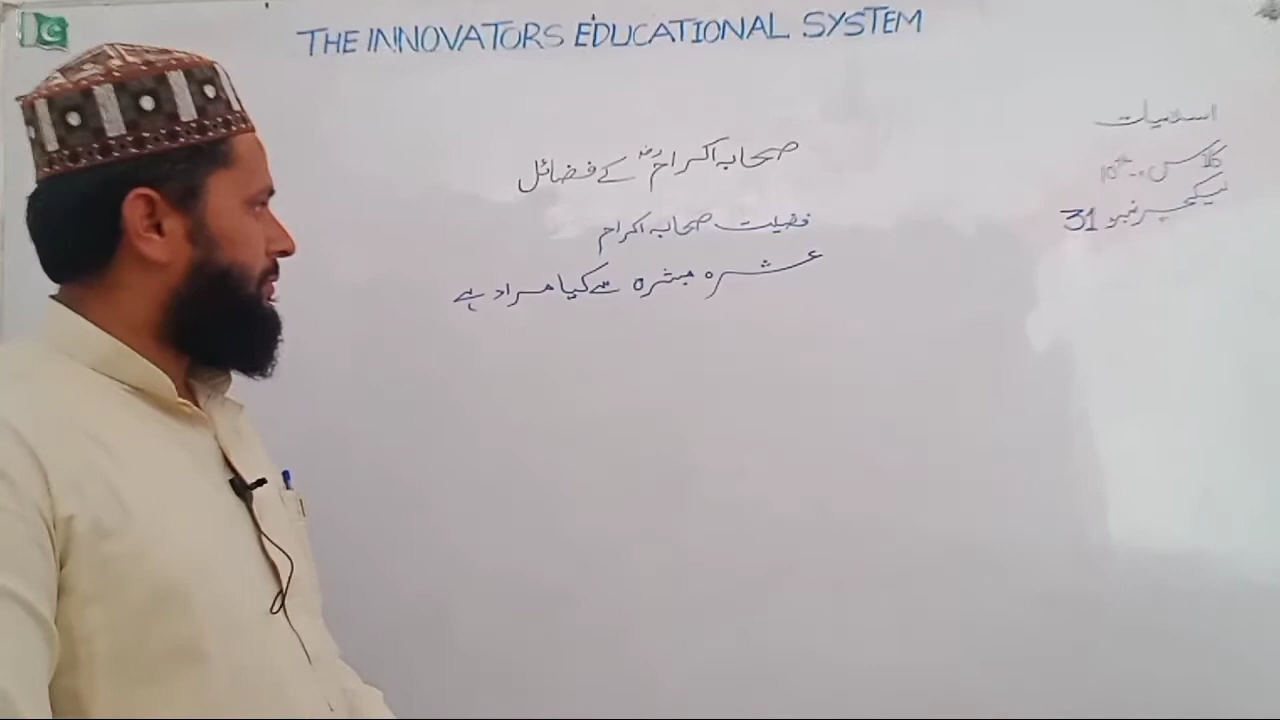 THE INNOVATORS EDUCATIONAL SYSTEM
اسلامیات
کلاس :- 10th
لیکچر نمبر 31
صحابہ اکرامؓ کے فضائل
فضیلت صحابہ اکرام
عشرہ مبشرہ سے کیا مراد ہے